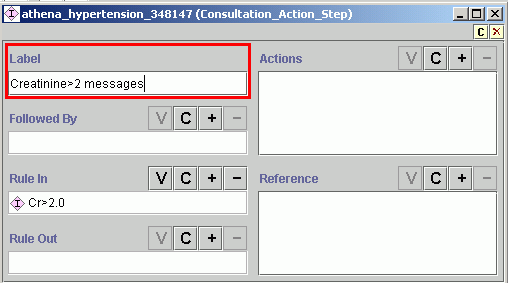 athena_hypertension_348147 (Consultation_Action_Step)
C ×
Label
Creatinine>2 messages
Actions V C + −
Followed By V C + −
Rule In V C + −
Cr>2.0
Reference V C + −
Rule Out V C + −